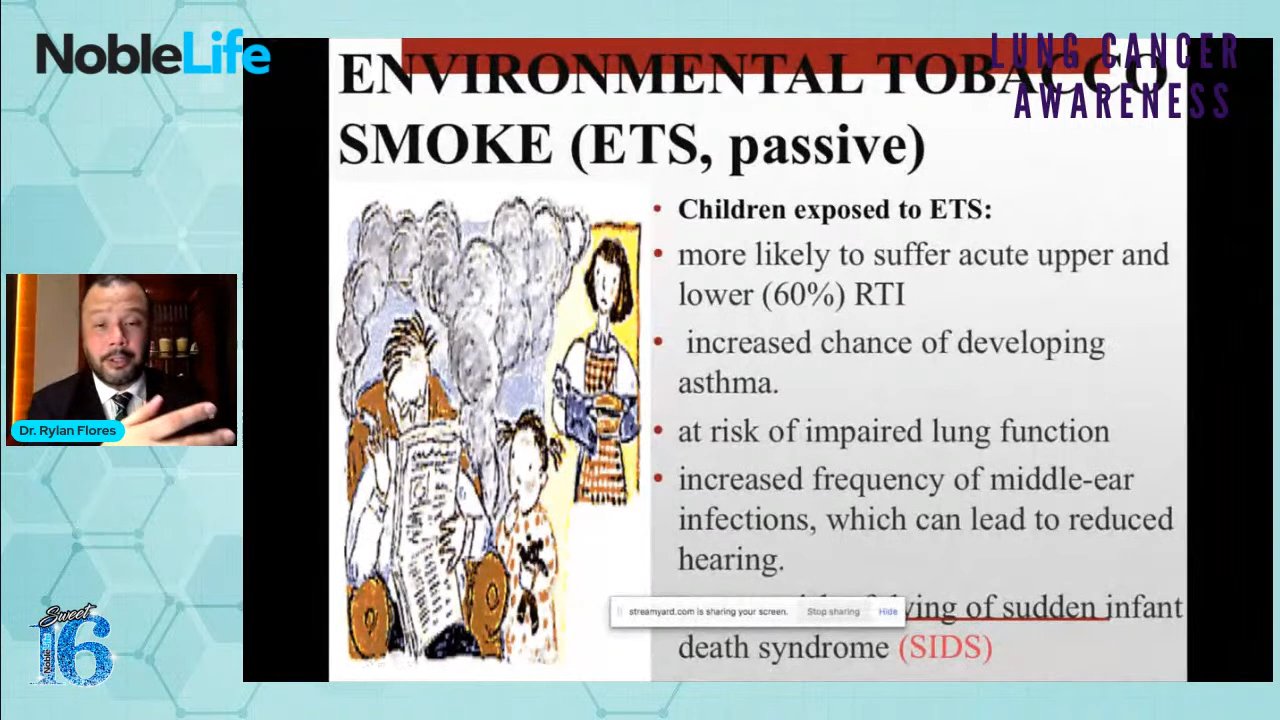 NobleLife
LUNG CANCER
AWARENESS
ENVIRONMENTAL TOBACCO
SMOKE (ETS, passive)
Children exposed to ETS:
more likely to suffer acute upper and
lower (60%) RTI
increased chance of developing
asthma.
at risk of impaired lung function
increased frequency of middle-ear
infections, which can lead to reduced
hearing.
of dying of sudden infant
death syndrome (SIDS)
streamyard.com is sharing your screen.
Stop sharing
Hide
Dr. Rylan Flores
Sweet
16
Noble